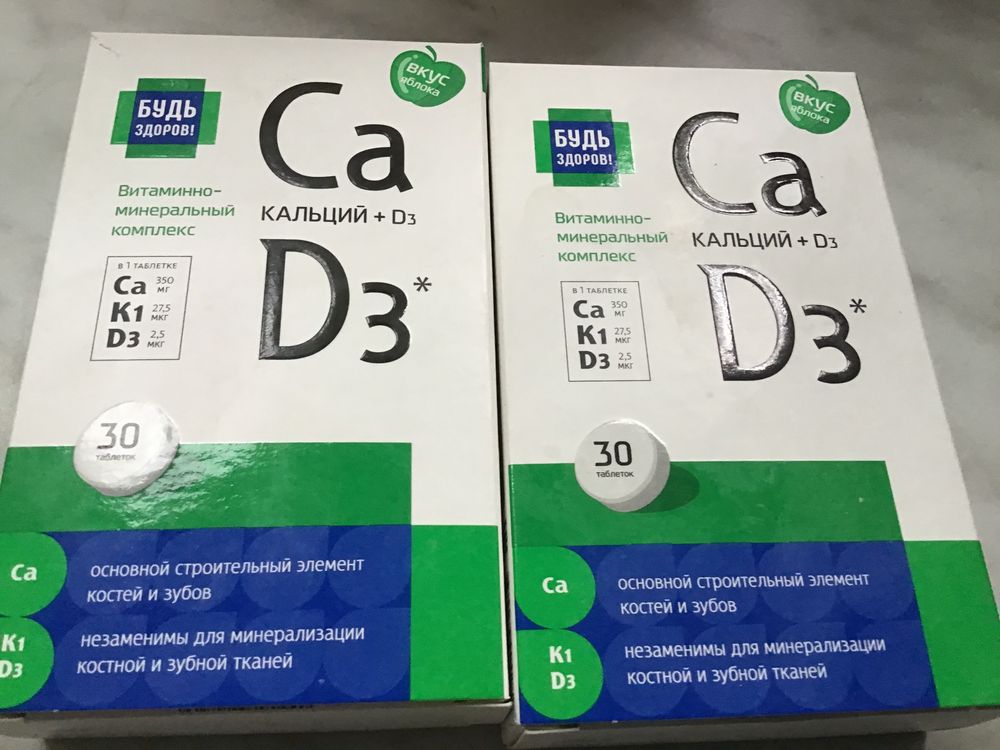 вкус
яблока
БУДЬ
ЗДОРОВ!
Ca
Витаминно-
минеральный
комплекс
КАЛЬЦИЙ + D3
В 1 ТАБЛЕТКЕ
Ca 350 мг
K1 27,5 мкг
D3 2,5 мкг
D3*
30
таблеток
Ca
основной строительный элемент
костей и зубов
K1
D3
незаменимы для минерализации
костной и зубной тканей
вкус
яблока
БУДЬ
ЗДОРОВ!
Ca
Витаминно-
минеральный
комплекс
КАЛЬЦИЙ + D3
В 1 ТАБЛЕТКЕ
Ca 350 мг
K1 27,5 мкг
D3 2,5 мкг
D3*
30
таблеток
Ca
основной строительный элемент
костей и зубов
K1
D3
незаменимы для минерализации
костной и зубной тканей